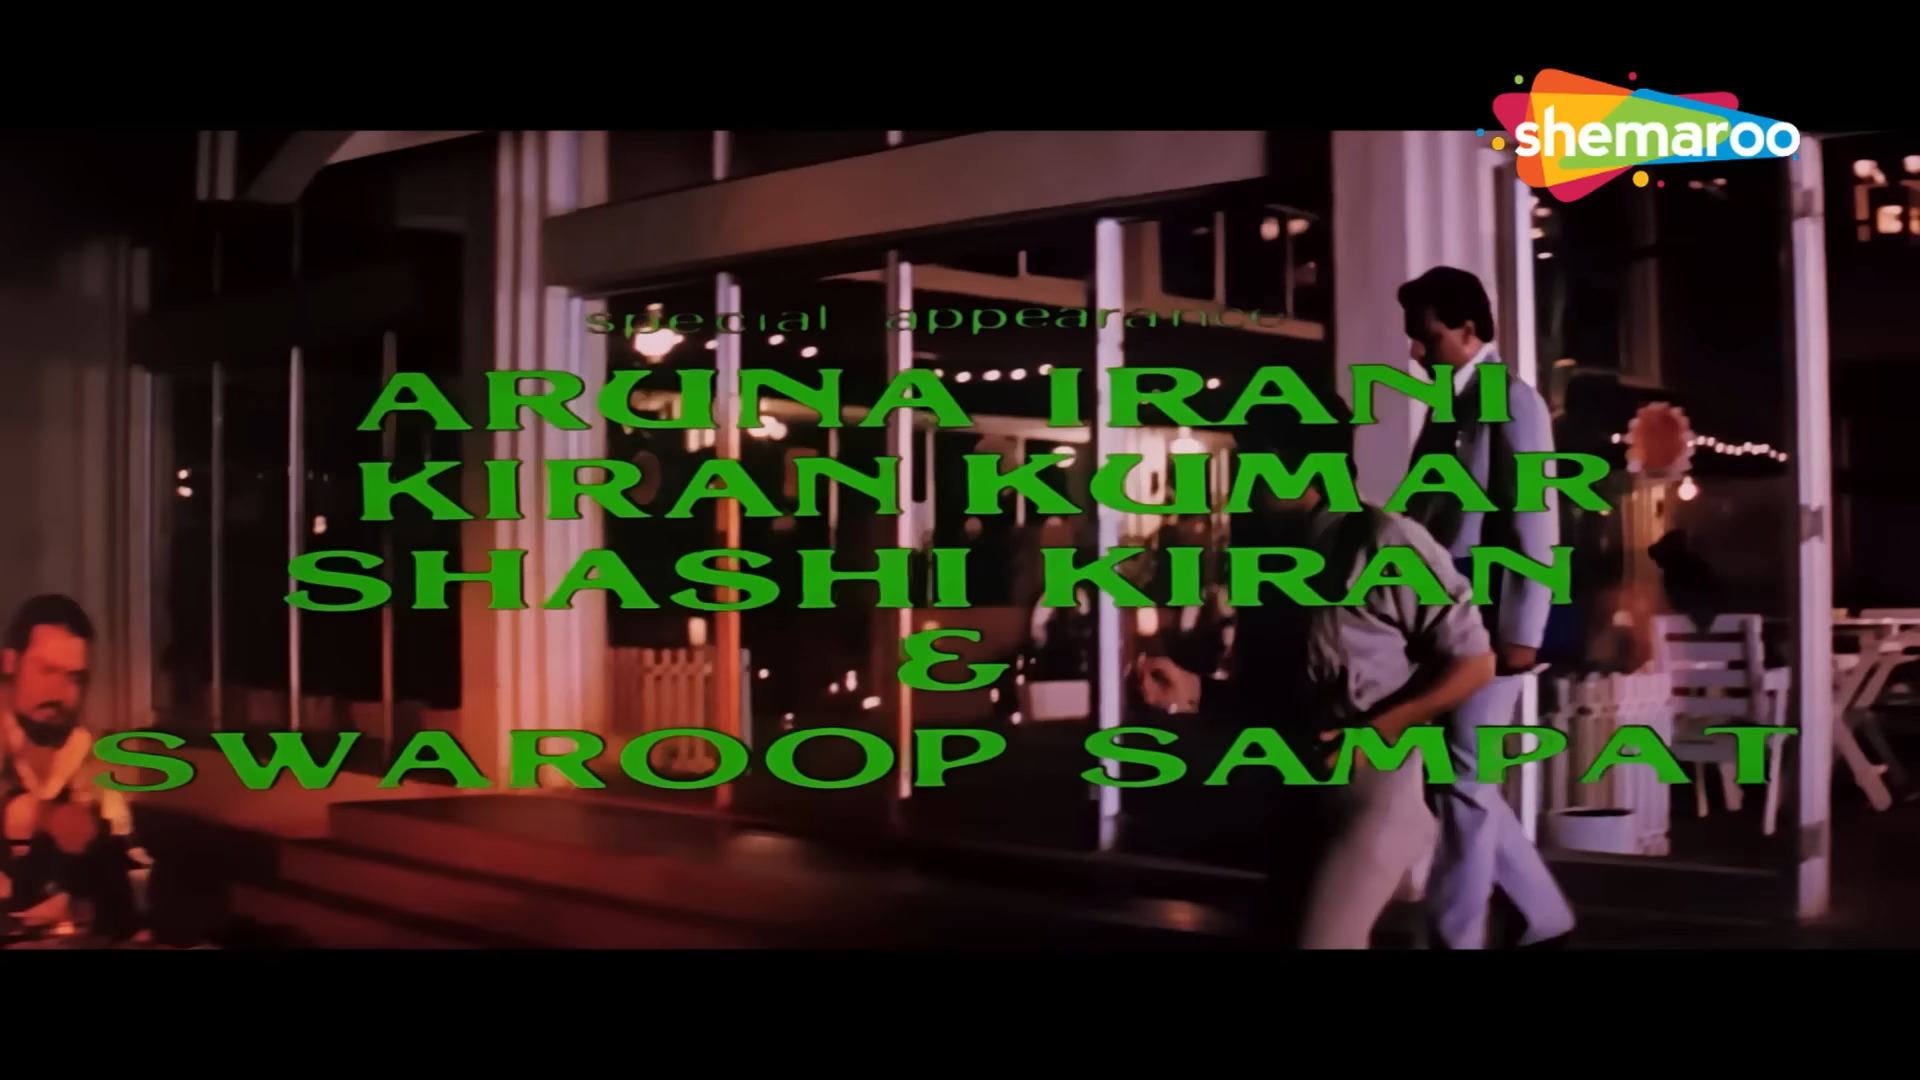 shemaroo
special appearance
ARUNA IRANI
KIRAN KUMAR
SHASHI KIRAN
&
SWAROOP SAMPAT